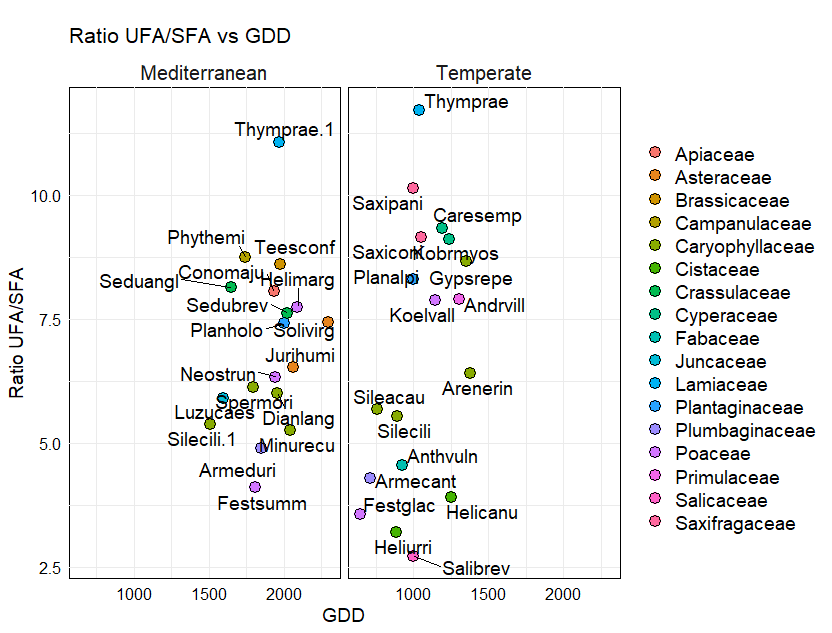 Ratio UFA/SFA vs GDD
Mediterranean
Temperate
Ratio UFA/SFA
10.0
7.5
5.0
2.5
Thymprae.1
Phythemi
Teesconf
Conomaju
Helimarg
Seduangl
Sedubrev
Planholo
Solivirg
Jurihumi
Neostrun
Spermori
Luzucaes
Dianlang
Silecili.1
Minurecu
Armeduri
Festsumm
Thymprae
Saxipani
Caresemp
Saxicont
Kobrmyos
Planalpi
Gypsrepe
Koelvall
Andrvill
Arenerin
Sileacau
Silecili
Anthvuln
Armecant
Festglac
Helicanu
Heliurri
Salibrev
1000
1500
2000
1000
1500
2000
GDD
Apiaceae
Asteraceae
Brassicaceae
Campanulaceae
Caryophyllaceae
Cistaceae
Crassulaceae
Cyperaceae
Fabaceae
Juncaceae
Lamiaceae
Plantaginaceae
Plumbaginaceae
Poaceae
Primulaceae
Salicaceae
Saxifragaceae